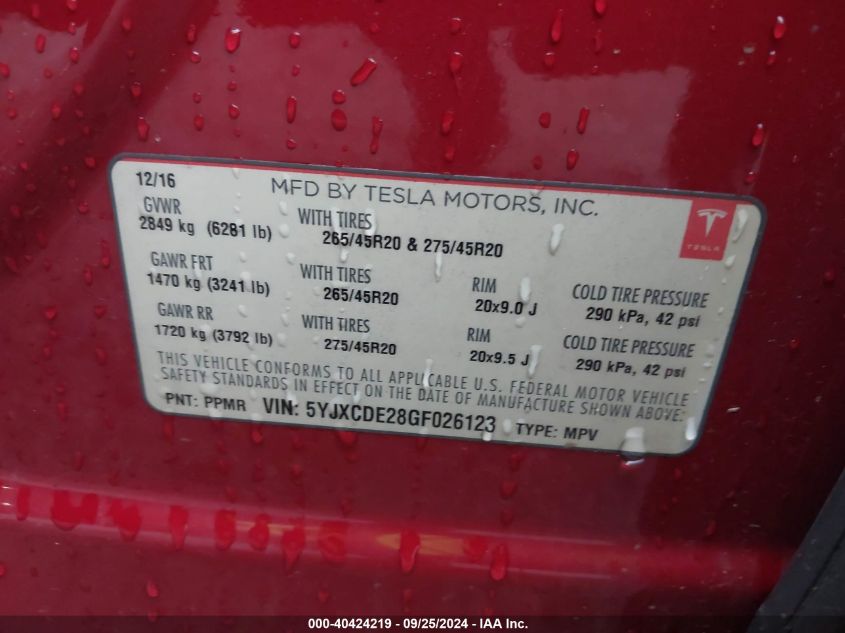 12/16 MFD BY TESLA MOTORS, INC.
GVWR WITH TIRES
2849 kg (6281 lb) 265/45R20 & 275/45R20
TESLA
GAWR FRT WITH TIRES RIM COLD TIRE PRESSURE
1470 kg (3241 lb) 265/45R20 20x9.0 J 290 kPa, 42 psi
GAWR RR WITH TIRES RIM COLD TIRE PRESSURE
1720 kg (3792 lb) 275/45R20 20x9.5 J 290 kPa, 42 psi
THIS VEHICLE CONFORMS TO ALL APPLICABLE U.S. FEDERAL MOTOR VEHICLE
SAFETY STANDARDS IN EFFECT ON THE DATE OF MANUFACTURE SHOWN ABOVE:
PNT: PPMR VIN: 5YJXCDE28GF026123 TYPE: MPV
000-40424219 - 09/25/2024 - IAA, Inc.